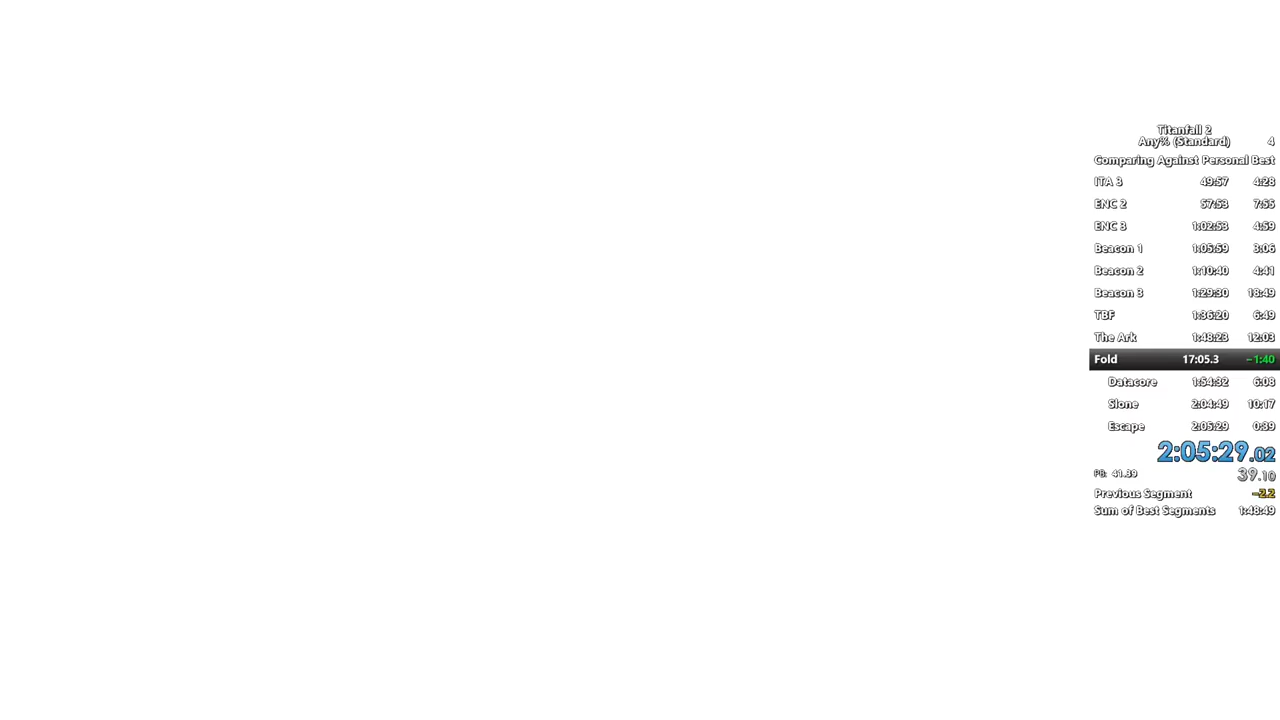 Titanfall 2
Any% (Standard) 4
Comparing Against Personal Best
ITA 3 49:57 4:28
ENC 2 57:53 7:55
ENC 3 1:02:53 4:59
Beacon 1 1:05:59 3:06
Beacon 2 1:10:40 4:41
Beacon 3 1:29:30 18:49
TBF 1:36:20 6:49
The Ark 1:48:23 12:03
Fold 17:05.3 −1:40
Datacore 1:54:32 6:08
Slone 2:04:49 10:17
Escape 2:05:29 0:39
2:05:29.02
PB: 41.39 39.10
Previous Segment −2.2
Sum of Best Segments 1:48:49